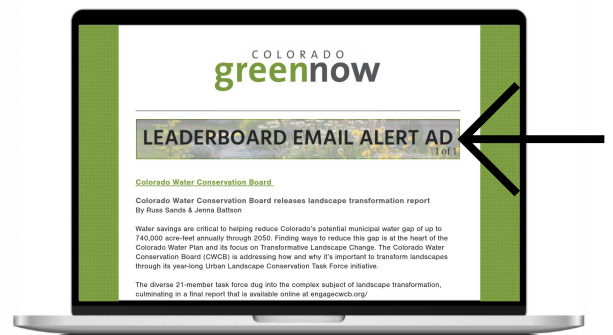 COLORADO
greennow
LEADERBOARD EMAIL ALERT AD
1 of 1
Colorado Water Conservation Board
Colorado Water Conservation Board releases landscape transformation report
By Russ Sands & Jenna Battson
Water savings are critical to helping reduce Colorado's potential municipal water gap of up to
740,000 acre-feet annually through 2050. Finding ways to reduce this gap is at the heart of the
Colorado Water Plan and its focus on Transformative Landscape Change. The Colorado Water
Conservation Board (CWCB) is addressing how and why it's important to transform landscapes
through its year-long Urban Landscape Conservation Task Force initiative.
The diverse 21-member task force dug into the complex subject of landscape transformation,
culminating in a final report that is available online at engagecwcb.org/